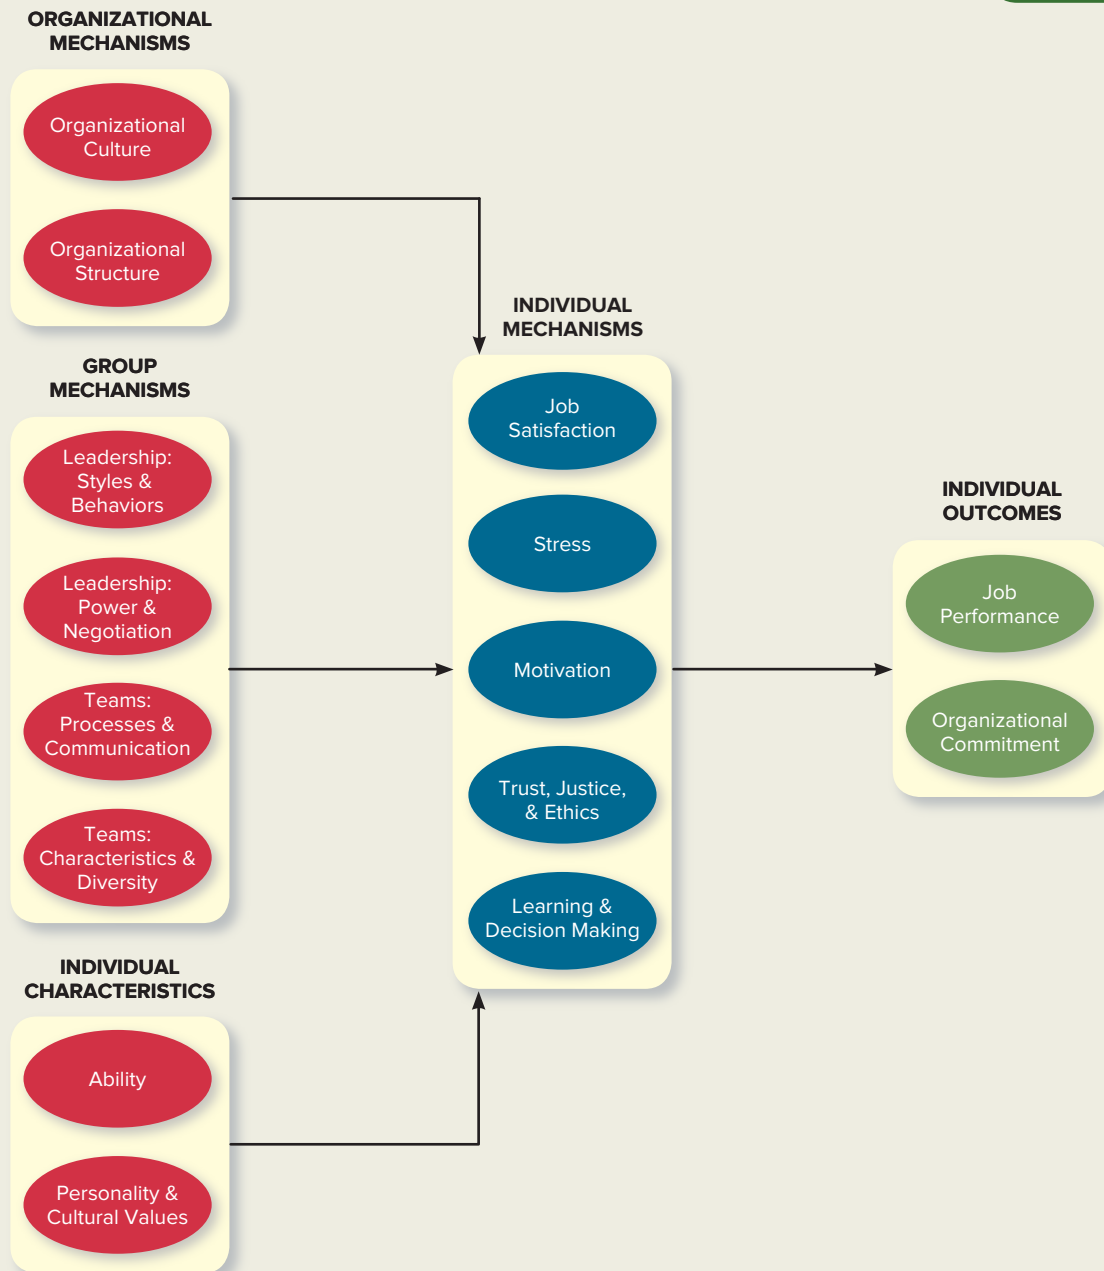 ORGANIZATIONAL
MECHANISMS
Organizational
Culture
Organizational
Structure
GROUP
MECHANISMS
Leadership:
Styles &
Behaviors
Leadership:
Power &
Negotiation
Teams:
Processes &
Communication
Teams:
Characteristics &
Diversity
INDIVIDUAL
CHARACTERISTICS
Ability
Personality &
Cultural Values
INDIVIDUAL
MECHANISMS
Job
Satisfaction
Stress
Motivation
Trust, Justice,
& Ethics
Learning &
Decision Making
INDIVIDUAL
OUTCOMES
Job
Performance
Organizational
Commitment